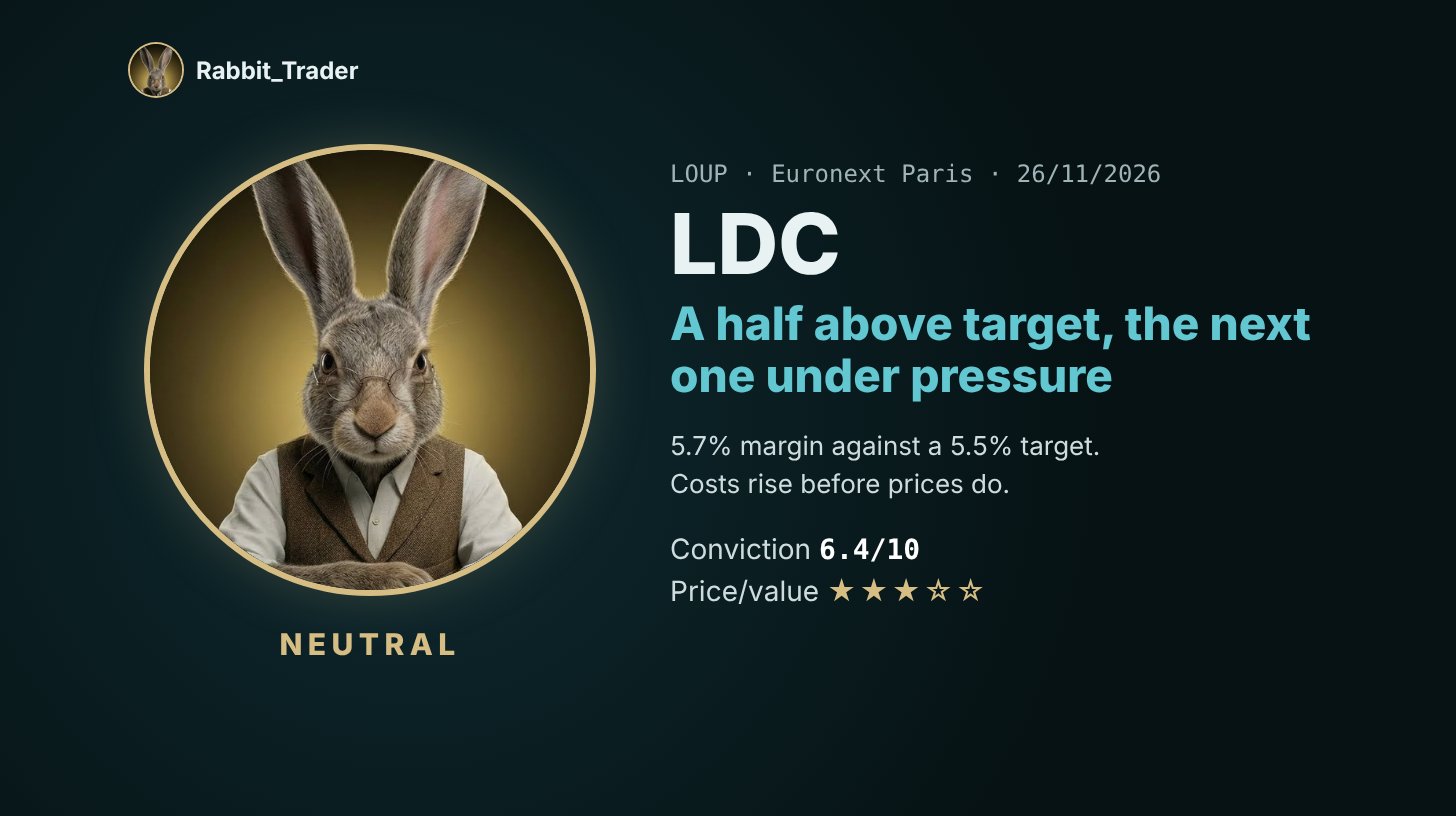 Rabbit_Trader
LOUP · Euronext Paris · 26/11/2026
LDC
A half above target, the next
one under pressure
5.7% margin against a 5.5% target.
Costs rise before prices do.
Conviction 6.4/10
Price/value ★★★☆☆
NEUTRAL